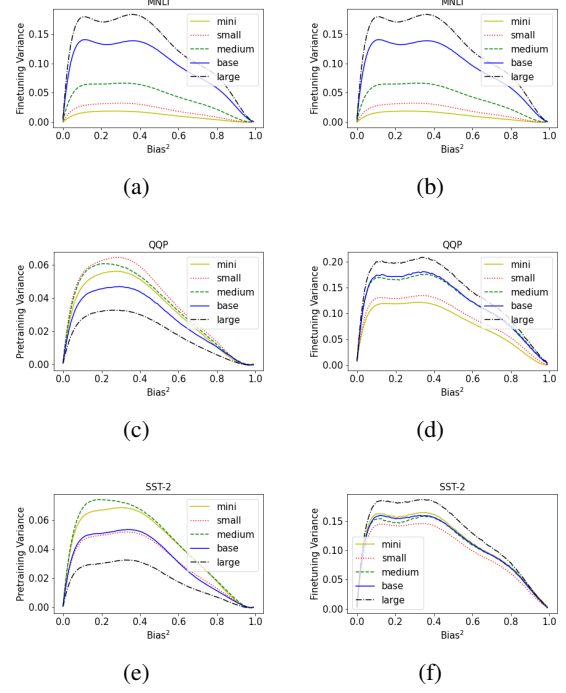 MNLI
MNLI
Finetuning Variance
0.15
0.10
0.05
0.00
mini
small
medium
base
large
0.0 0.2 0.4 0.6 0.8 1.0
Bias²
Finetuning Variance
0.15
0.10
0.05
0.00
mini
small
medium
base
large
0.0 0.2 0.4 0.6 0.8 1.0
Bias²
(a)
(b)
QQP
Pretraining Variance
0.06
0.04
0.02
0.00
mini
small
medium
base
large
0.0 0.2 0.4 0.6 0.8 1.0
Bias²
QQP
Finetuning Variance
0.20
0.15
0.10
0.05
0.00
mini
small
medium
base
large
0.0 0.2 0.4 0.6 0.8 1.0
Bias²
(c)
(d)
SST-2
Pretraining Variance
0.06
0.04
0.02
0.00
mini
small
medium
base
large
0.0 0.2 0.4 0.6 0.8 1.0
Bias²
SST-2
Finetuning Variance
0.15
0.10
0.05
0.00
mini
small
medium
base
large
0.0 0.2 0.4 0.6 0.8 1.0
Bias²
(e)
(f)